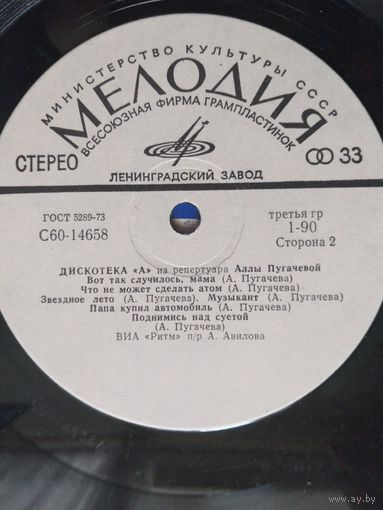 МИНИСТЕРСТВО КУЛЬТУРЫ СССР
МЕЛОДИЯ
ВСЕСОЮЗНАЯ ФИРМА ГРАМПЛАСТИНОК
СТЕРЕО
33
ЛЕНИНГРАДСКИЙ ЗАВОД
ГОСТ 5289-73
С60-14658
третья гр
1-90
Сторона 2
ДИСКОТЕКА «А» из репертуара Аллы Пугачевой
Вот так случилось, мама (А. Пугачева)
Что не может сделать атом (А. Пугачева)
Звездное лето (А. Пугачева). Музыкант (А. Пугачева)
Папа купил автомобиль (А. Пугачева)
Поднимись над суетой
(А. Пугачева)
ВИА «Ритм» п/р А. Авилова
ay.by